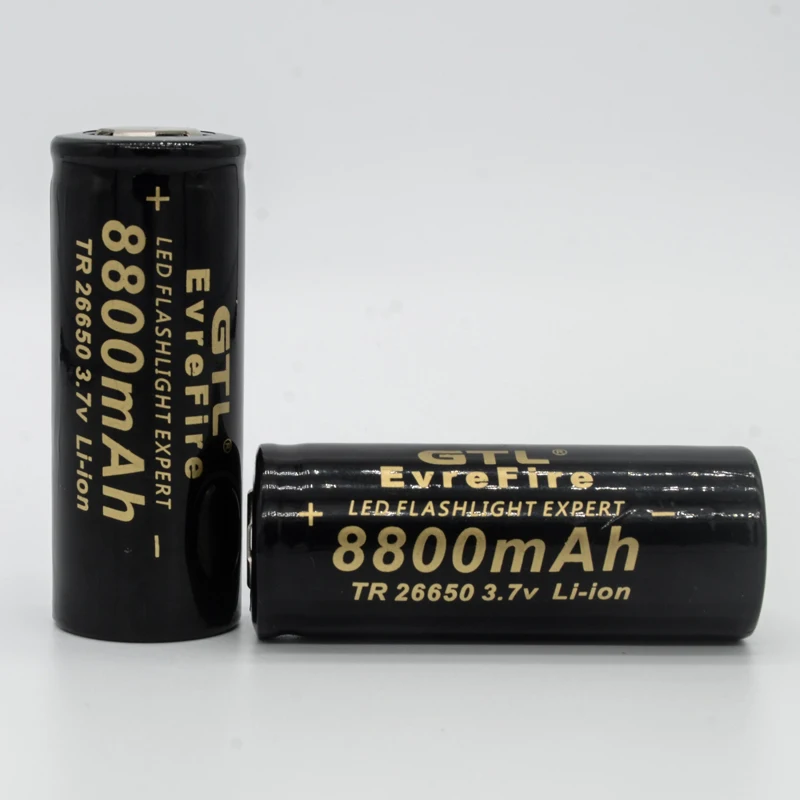 GTL®
EvreFire
+ LED FLASHLIGHT EXPERT −
8800mAh
TR 26650 3.7v Li-ion
GTL®
EvreFire
+ LED FLASHLIGHT EXPERT −
8800mAh
TR 26650 3.7v Li-ion